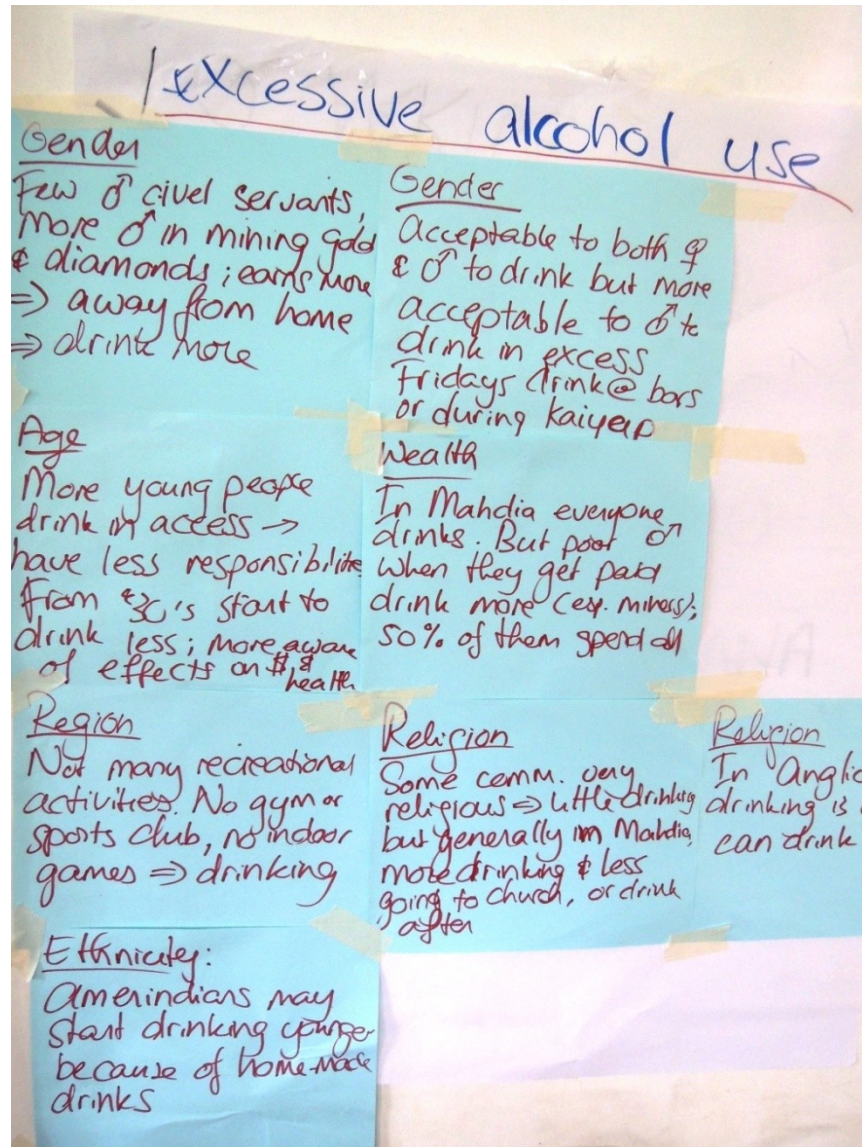 excessive alcohol use
Gender
Few ♂ civel servants,
more ♂ in mining gold
& diamonds; earns more
=> away from home
=> drink more
Gender
acceptable to both ♀
& ♂ to drink but more
acceptable to ♂ to
drink in excess
Fridays drink @ bars
or during
Age
More young people
drink in access →
have less responsibilitie
From 30's start to
drink less; more aware
of effects on $ &
health
Wealth
In Mahdia everyone
drinks. But poor ♂
when they get paid
drink more (esp. miners);
50% of them spend all
Region
Not many recreational
activities. No gym or
sports club, no indoor
games => drinking
Religion
Some comm. very
religious => little drinking
but generally in Mahdia,
more drinking & less
going to church, or drink
after
Religion
In Anglic
drinking is
can drink
Ethnicity:
Amerindians may
start drinking younger
because of home-made
drinks